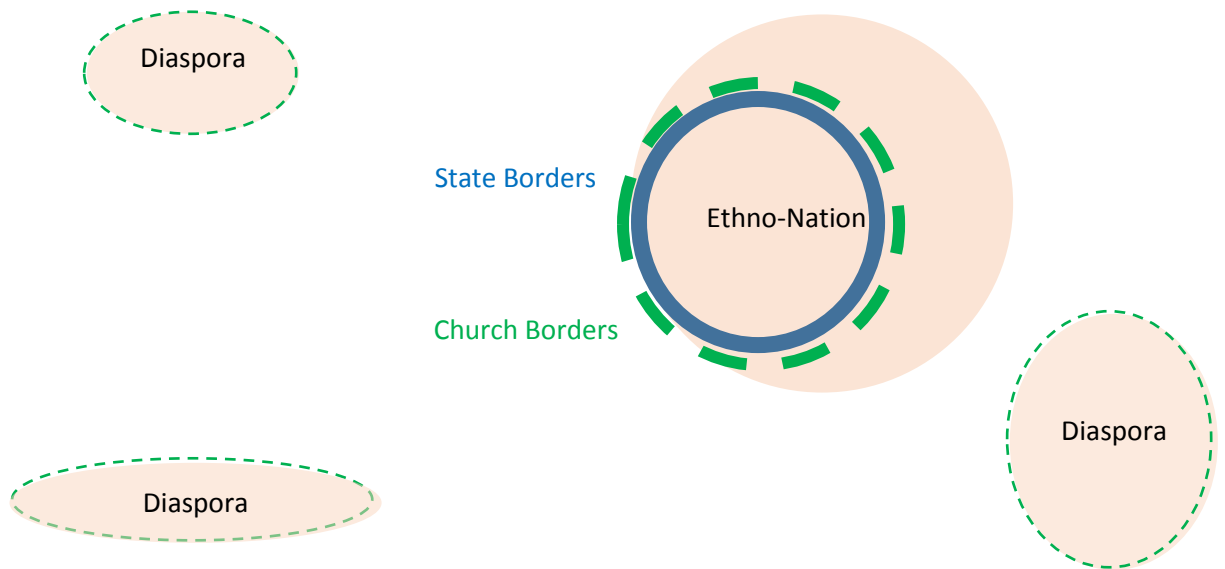 Diaspora
State Borders
Ethno-Nation
Church Borders
Diaspora
Diaspora